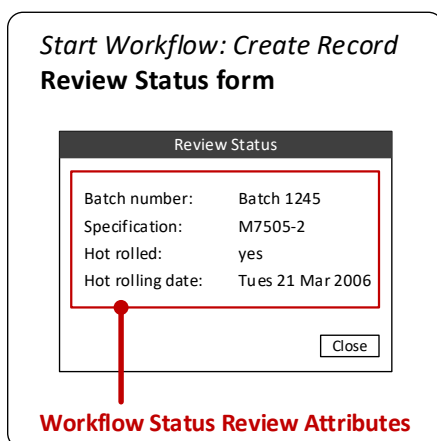 Start Workflow: Create Record
Review Status form
Review Status
Batch number: Batch 1245
Specification: M7505-2
Hot rolled: yes
Hot rolling date: Tues 21 Mar 2006
Close
Workflow Status Review Attributes